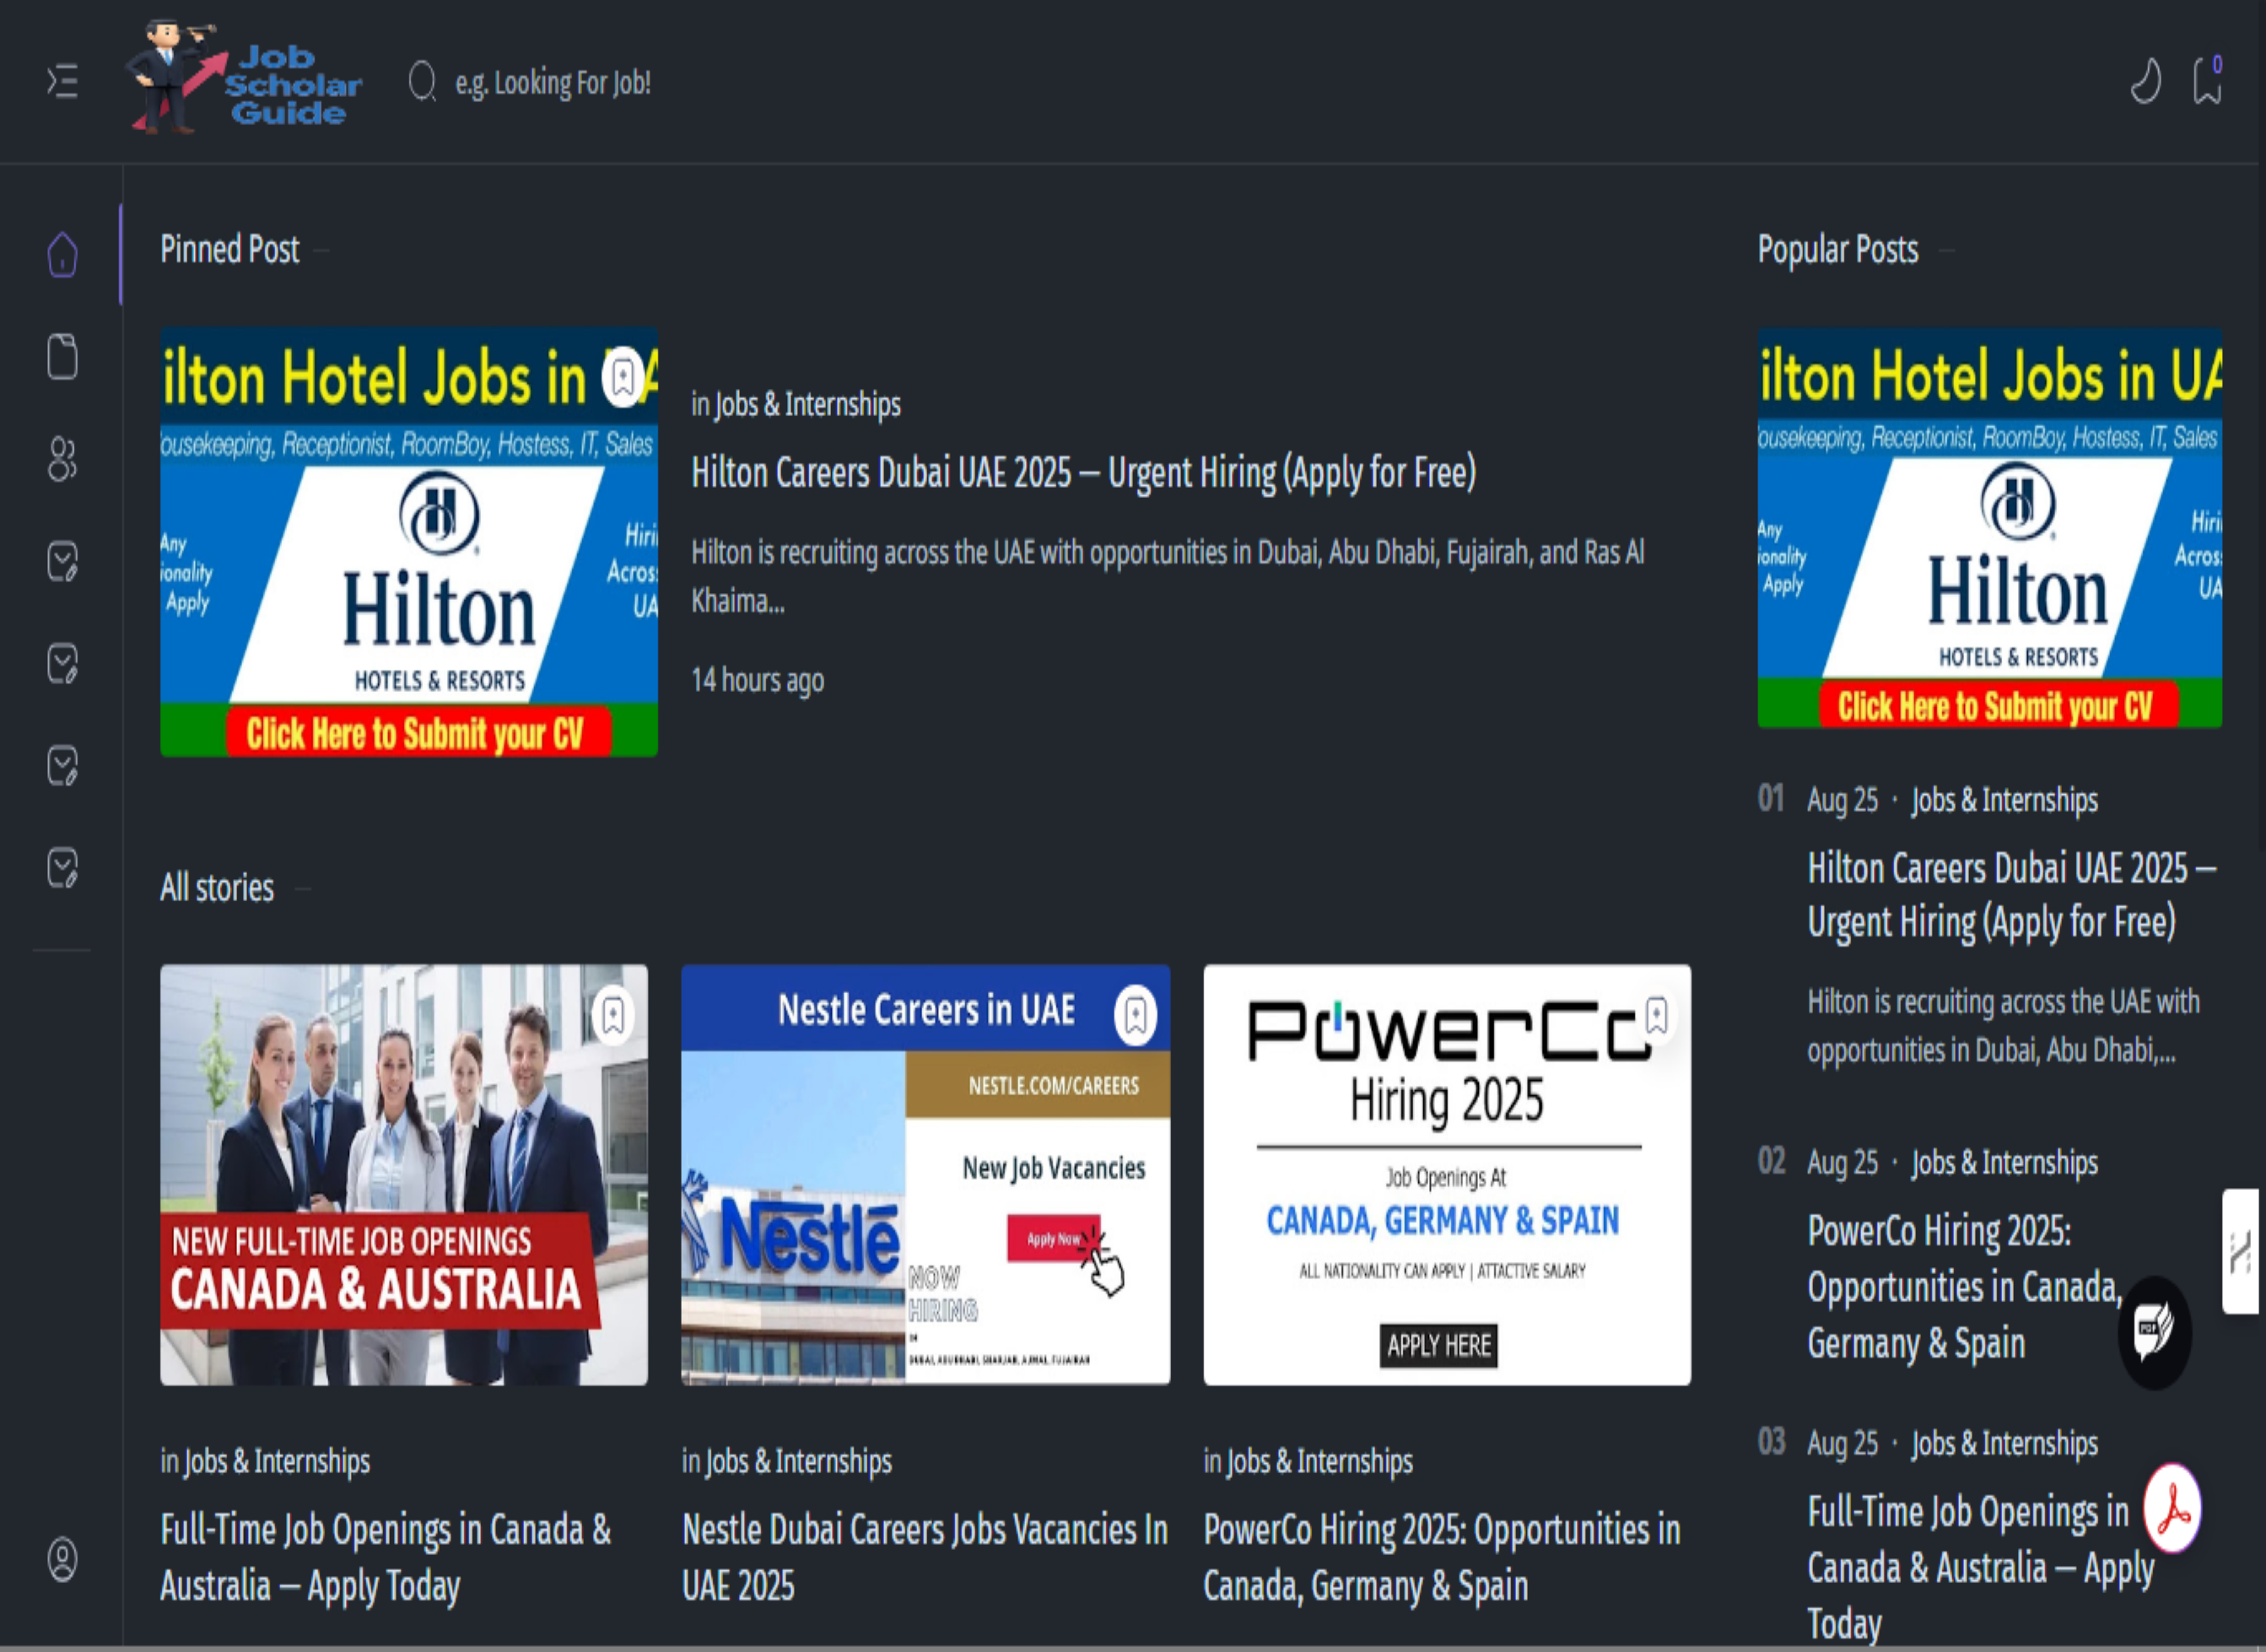 Job
Scholar
Guide
e.g. Looking For Job!
0
Pinned Post
ilton Hotel Jobs in
ousekeeping, Receptionist, RoomBoy, Hostess, IT, Sales
Any
ionality
Apply
Hiri
Acros
UA
Hilton
HOTELS & RESORTS
Click Here to Submit your CV
in Jobs & Internships
Hilton Careers Dubai UAE 2025 — Urgent Hiring (Apply for Free)
Hilton is recruiting across the UAE with opportunities in Dubai, Abu Dhabi, Fujairah, and Ras Al
Khaima...
14 hours ago
All stories
NEW FULL-TIME JOB OPENINGS
CANADA & AUSTRALIA
in Jobs & Internships
Full-Time Job Openings in Canada &
Australia — Apply Today
Nestle Careers in UAE
NESTLE.COM/CAREERS
New Job Vacancies
Apply Now
Nestlé
NOW
HIRING
IN
DUBAI, ABUDHABI, SHARJAH, AJMAL, FUJAIRAH
in Jobs & Internships
Nestle Dubai Careers Jobs Vacancies In
UAE 2025
PowerCo
Hiring 2025
Job Openings At
CANADA, GERMANY & SPAIN
ALL NATIONALITY CAN APPLY | ATTACTIVE SALARY
APPLY HERE
in Jobs & Internships
PowerCo Hiring 2025: Opportunities in
Canada, Germany & Spain
Popular Posts
ilton Hotel Jobs in UA
ousekeeping, Receptionist, RoomBoy, Hostess, IT, Sales
Any
ionality
Apply
Hiri
Acros
UA
Hilton
HOTELS & RESORTS
Click Here to Submit your CV
01 Aug 25 · Jobs & Internships
Hilton Careers Dubai UAE 2025 —
Urgent Hiring (Apply for Free)
Hilton is recruiting across the UAE with
opportunities in Dubai, Abu Dhabi,...
02 Aug 25 · Jobs & Internships
PowerCo Hiring 2025:
Opportunities in Canada,
Germany & Spain
PDF
03 Aug 25 · Jobs & Internships
Full-Time Job Openings in
Canada & Australia — Apply
Today